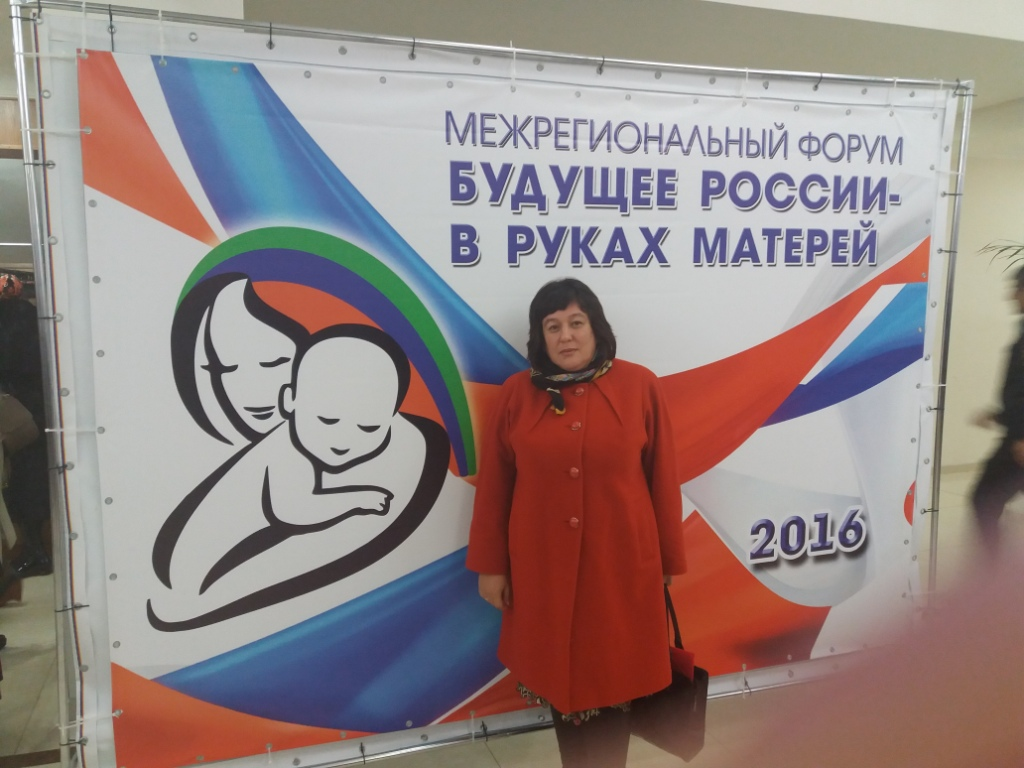 МЕЖРЕГИОНАЛЬНЫЙ ФОРУМ
БУДУЩЕЕ РОССИИ-
В РУКАХ МАТЕРЕЙ
2016